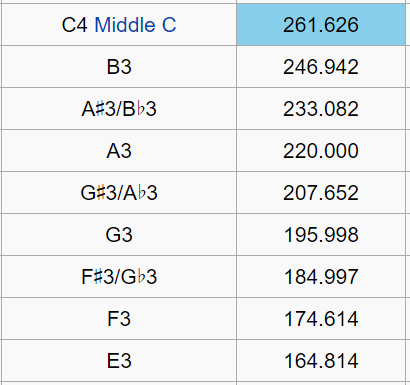 C4 Middle C 261.626
B3 246.942
A♯3/B♭3 233.082
A3 220.000
G♯3/A♭3 207.652
G3 195.998
F♯3/G♭3 184.997
F3 174.614
E3 164.814